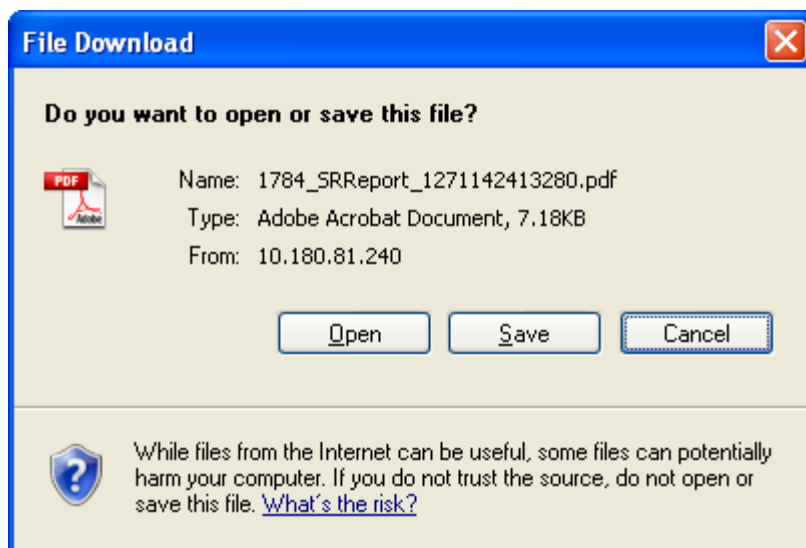 File Download
Do you want to open or save this file?
PDF
Adobe
Name: 1784_SRReport_1271142413280.pdf
Type: Adobe Acrobat Document, 7.18KB
From: 10.180.81.240
Open Save Cancel
While files from the Internet can be useful, some files can potentially
harm your computer. If you do not trust the source, do not open or
save this file. What's the risk?